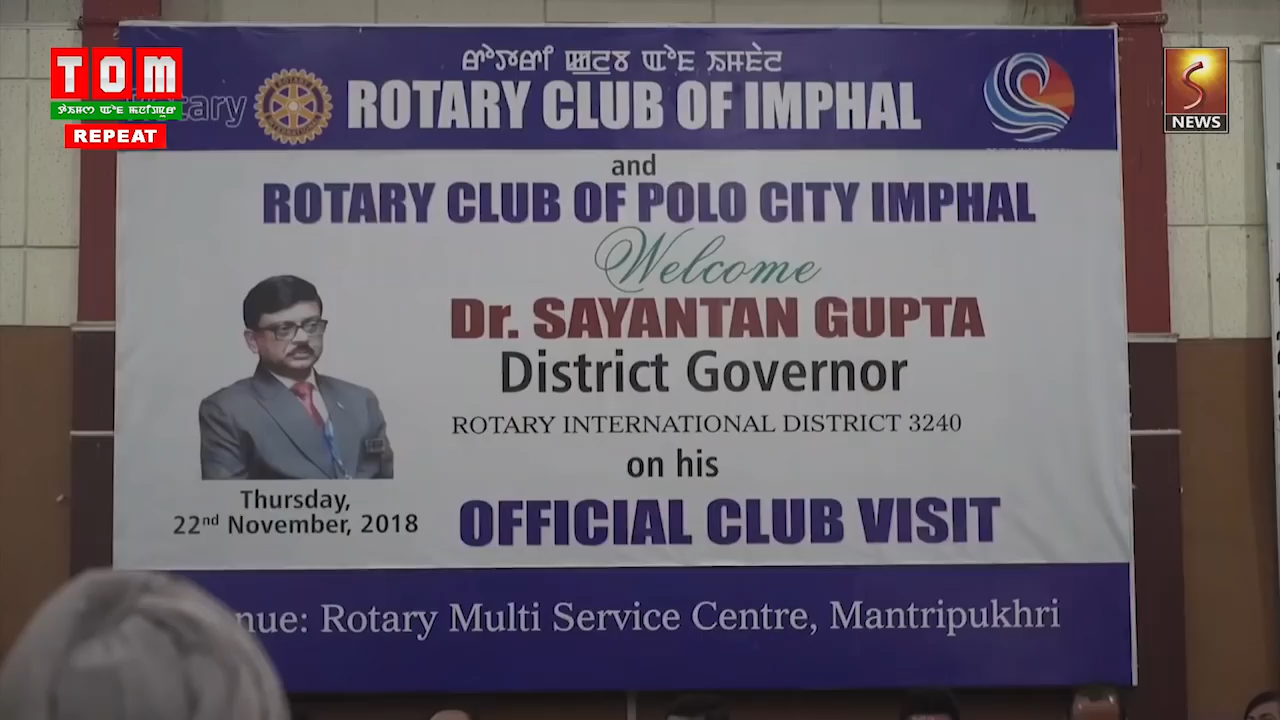 TOM
REPEAT
NEWS
ROTARY CLUB OF IMPHAL
and
ROTARY CLUB OF POLO CITY IMPHAL
Welcome
Dr. SAYANTAN GUPTA
District Governor
ROTARY INTERNATIONAL DISTRICT 3240
on his
OFFICIAL CLUB VISIT
Thursday,
22nd November, 2018
Rotary Multi Service Centre, Mantripukhri